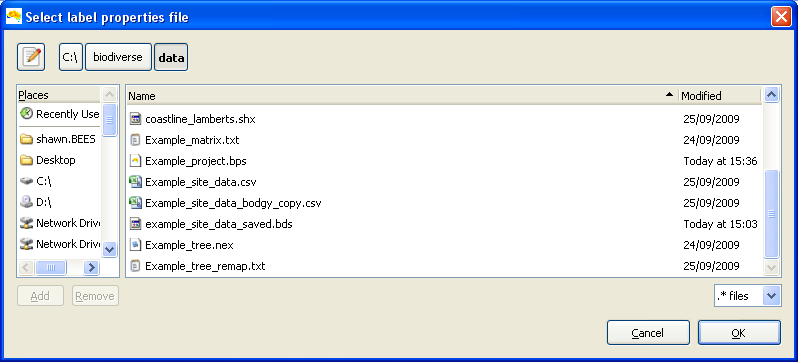 Select label properties file
C:\ biodiverse data
Places Name Modified
Recently Use
shawn.BEES
Desktop
C:\
D:\
Network Drive
Network Drive
coastline_lamberts.shx 25/09/2009
Example_matrix.txt 24/09/2009
Example_project.bps Today at 15:36
Example_site_data.csv 25/09/2009
Example_site_data_bodgy_copy.csv 25/09/2009
example_site_data_saved.bds Today at 15:03
Example_tree.nex 24/09/2009
Example_tree_remap.txt 25/09/2009
Add Remove .* files
Cancel OK